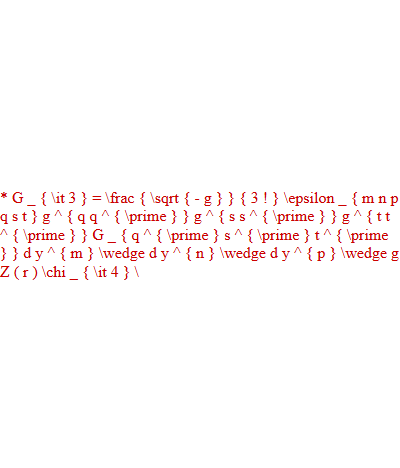 * G _ { \it 3 } = \frac { \sqrt { - g } } { 3 ! } \epsilon _ { m n p
q s t } g ^ { q q ^ { \prime } } g ^ { s s ^ { \prime } } g ^ { t t
^ { \prime } } G _ { q ^ { \prime } s ^ { \prime } t ^ { \prime
} } d y ^ { m } \wedge d y ^ { n } \wedge d y ^ { p } \wedge g
Z ( r ) \chi _ { \it 4 } \